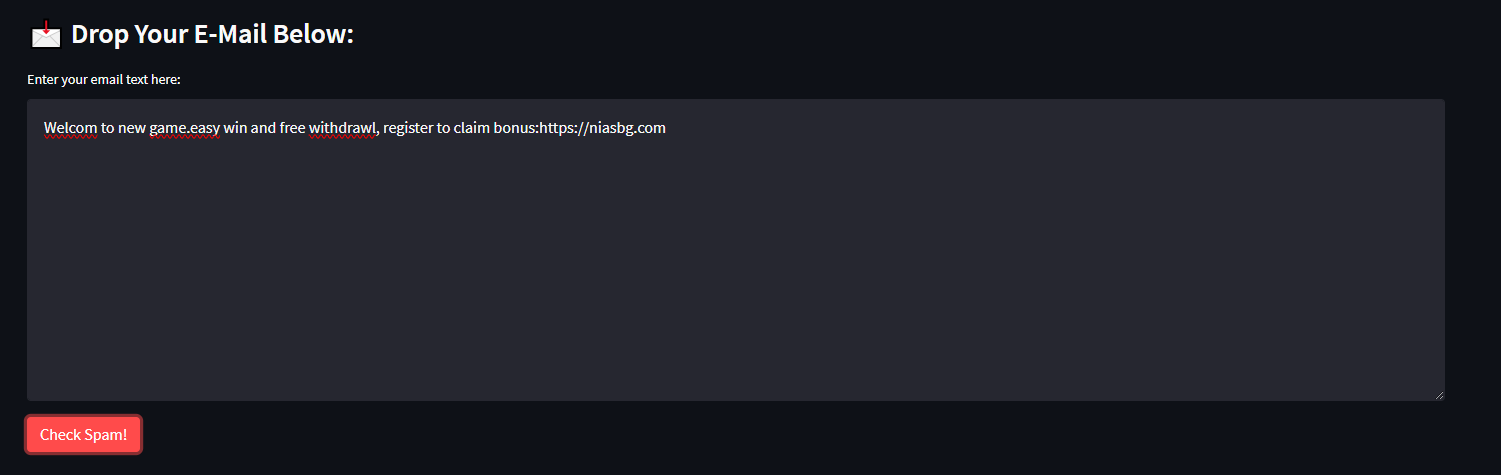 Drop Your E-Mail Below:
Enter your email text here:
Welcom to new game.easy win and free withdrawl, register to claim bonus:https://niasbg.com
Check Spam!